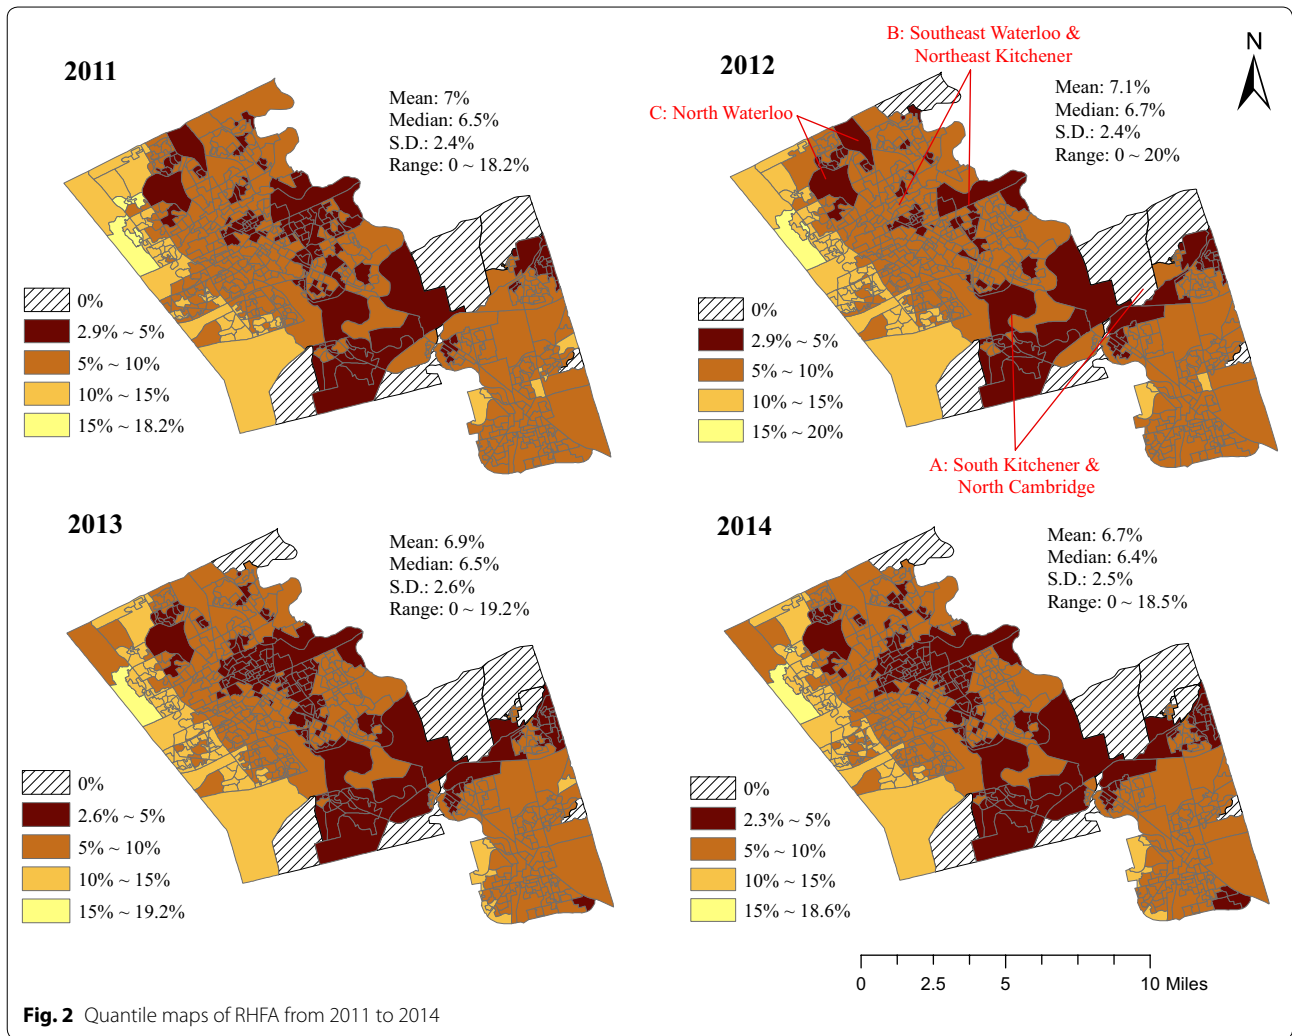 2011
Mean: 7%
Median: 6.5%
S.D.: 2.4%
Range: 0 ~ 18.2%
0%
2.9% ~ 5%
5% ~ 10%
10% ~ 15%
15% ~ 18.2%
2012
B: Southeast Waterloo &
Northeast Kitchener
C: North Waterloo
Mean: 7.1%
Median: 6.7%
S.D.: 2.4%
Range: 0 ~ 20%
N
0%
2.9% ~ 5%
5% ~ 10%
10% ~ 15%
15% ~ 20%
A: South Kitchener &
North Cambridge
2013
Mean: 6.9%
Median: 6.5%
S.D.: 2.6%
Range: 0 ~ 19.2%
0%
2.6% ~ 5%
5% ~ 10%
10% ~ 15%
15% ~ 19.2%
2014
Mean: 6.7%
Median: 6.4%
S.D.: 2.5%
Range: 0 ~ 18.5%
0%
2.3% ~ 5%
5% ~ 10%
10% ~ 15%
15% ~ 18.6%
0 2.5 5 10 Miles
Fig. 2 Quantile maps of RHFA from 2011 to 2014